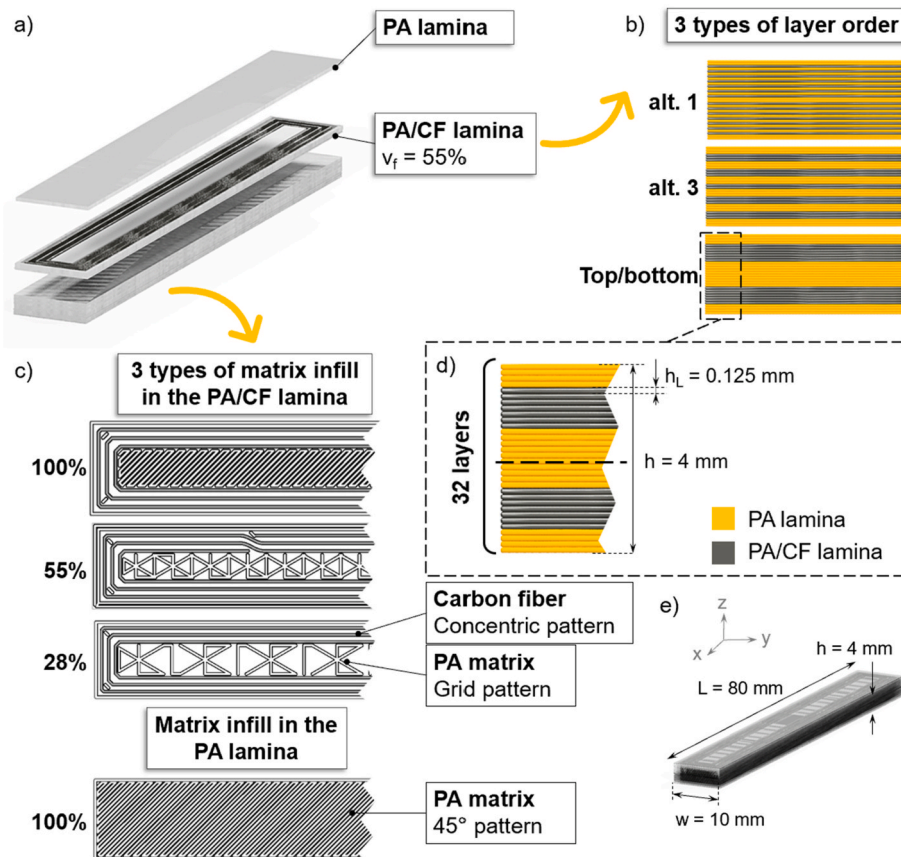 a)
PA lamina
PA/CF lamina
v_f = 55%
b)
3 types of layer order
alt. 1
alt. 3
Top/bottom
c)
3 types of matrix infill
in the PA/CF lamina
100%
55%
28%
Carbon fiber
Concentric pattern
PA matrix
Grid pattern
Matrix infill in the
PA lamina
100%
PA matrix
45° pattern
d)
32 layers
h_L = 0.125 mm
h = 4 mm
PA lamina
PA/CF lamina
e)
z
y
x
h = 4 mm
L = 80 mm
w = 10 mm